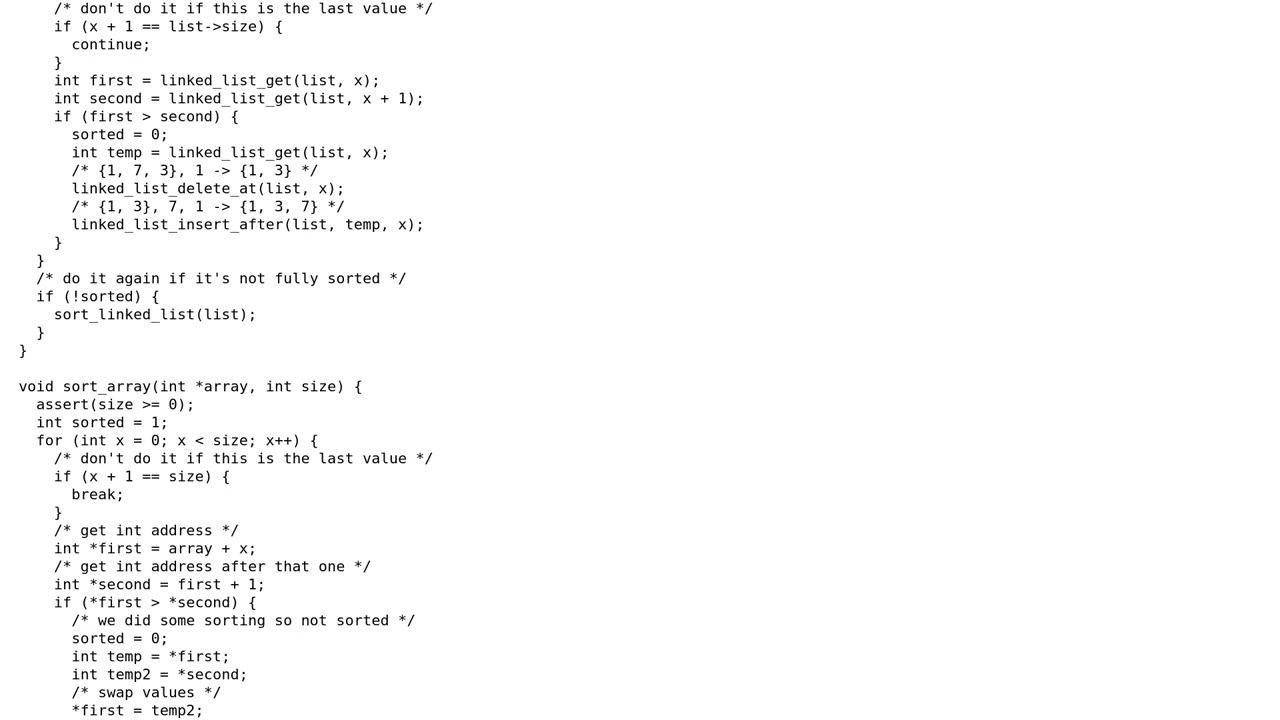 /* don't do it if this is the last value */
    if (x + 1 == list->size) {
      continue;
    }
    int first = linked_list_get(list, x);
    int second = linked_list_get(list, x + 1);
    if (first > second) {
      sorted = 0;
      int temp = linked_list_get(list, x);
      /* {1, 7, 3}, 1 -> {1, 3} */
      linked_list_delete_at(list, x);
      /* {1, 3}, 7, 1 -> {1, 3, 7} */
      linked_list_insert_after(list, temp, x);
    }
  }
  /* do it again if it's not fully sorted */
  if (!sorted) {
    sort_linked_list(list);
  }
}

void sort_array(int *array, int size) {
  assert(size >= 0);
  int sorted = 1;
  for (int x = 0; x < size; x++) {
    /* don't do it if this is the last value */
    if (x + 1 == size) {
      break;
    }
    /* get int address */
    int *first = array + x;
    /* get int address after that one */
    int *second = first + 1;
    if (*first > *second) {
      /* we did some sorting so not sorted */
      sorted = 0;
      int temp = *first;
      int temp2 = *second;
      /* swap values */
      *first = temp2;